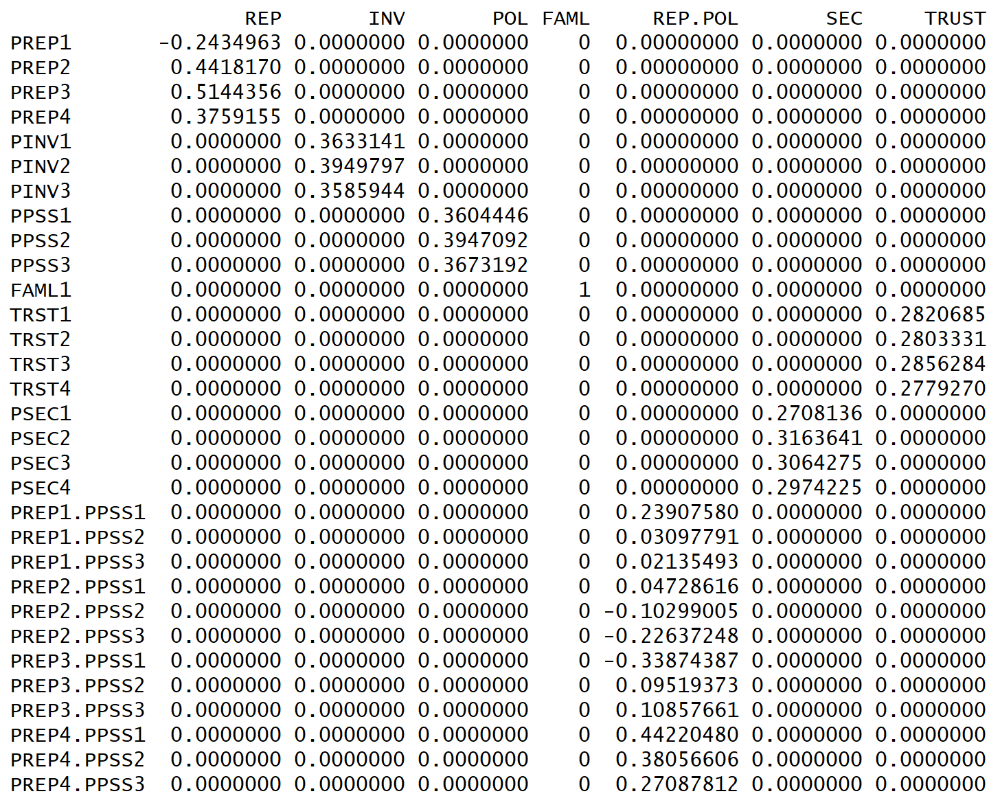 REP INV POL FAML REP.POL SEC TRUST
PREP1 -0.2434963 0.0000000 0.0000000 0 0.00000000 0.0000000 0.0000000
PREP2 0.4418170 0.0000000 0.0000000 0 0.00000000 0.0000000 0.0000000
PREP3 0.5144356 0.0000000 0.0000000 0 0.00000000 0.0000000 0.0000000
PREP4 0.3759155 0.0000000 0.0000000 0 0.00000000 0.0000000 0.0000000
PINV1 0.0000000 0.3633141 0.0000000 0 0.00000000 0.0000000 0.0000000
PINV2 0.0000000 0.3949797 0.0000000 0 0.00000000 0.0000000 0.0000000
PINV3 0.0000000 0.3585944 0.0000000 0 0.00000000 0.0000000 0.0000000
PPSS1 0.0000000 0.0000000 0.3604446 0 0.00000000 0.0000000 0.0000000
PPSS2 0.0000000 0.0000000 0.3947092 0 0.00000000 0.0000000 0.0000000
PPSS3 0.0000000 0.0000000 0.3673192 0 0.00000000 0.0000000 0.0000000
FAML1 0.0000000 0.0000000 0.0000000 1 0.00000000 0.0000000 0.0000000
TRST1 0.0000000 0.0000000 0.0000000 0 0.00000000 0.0000000 0.2820685
TRST2 0.0000000 0.0000000 0.0000000 0 0.00000000 0.0000000 0.2803331
TRST3 0.0000000 0.0000000 0.0000000 0 0.00000000 0.0000000 0.2856284
TRST4 0.0000000 0.0000000 0.0000000 0 0.00000000 0.0000000 0.2779270
PSEC1 0.0000000 0.0000000 0.0000000 0 0.00000000 0.2708136 0.0000000
PSEC2 0.0000000 0.0000000 0.0000000 0 0.00000000 0.3163641 0.0000000
PSEC3 0.0000000 0.0000000 0.0000000 0 0.00000000 0.3064275 0.0000000
PSEC4 0.0000000 0.0000000 0.0000000 0 0.00000000 0.2974225 0.0000000
PREP1.PPSS1 0.0000000 0.0000000 0.0000000 0 0.23907580 0.0000000 0.0000000
PREP1.PPSS2 0.0000000 0.0000000 0.0000000 0 0.03097791 0.0000000 0.0000000
PREP1.PPSS3 0.0000000 0.0000000 0.0000000 0 0.02135493 0.0000000 0.0000000
PREP2.PPSS1 0.0000000 0.0000000 0.0000000 0 0.04728616 0.0000000 0.0000000
PREP2.PPSS2 0.0000000 0.0000000 0.0000000 0 -0.10299005 0.0000000 0.0000000
PREP2.PPSS3 0.0000000 0.0000000 0.0000000 0 -0.22637248 0.0000000 0.0000000
PREP3.PPSS1 0.0000000 0.0000000 0.0000000 0 -0.33874387 0.0000000 0.0000000
PREP3.PPSS2 0.0000000 0.0000000 0.0000000 0 0.09519373 0.0000000 0.0000000
PREP3.PPSS3 0.0000000 0.0000000 0.0000000 0 0.10857661 0.0000000 0.0000000
PREP4.PPSS1 0.0000000 0.0000000 0.0000000 0 0.44220480 0.0000000 0.0000000
PREP4.PPSS2 0.0000000 0.0000000 0.0000000 0 0.38056606 0.0000000 0.0000000
PREP4.PPSS3 0.0000000 0.0000000 0.0000000 0 0.27087812 0.0000000 0.0000000